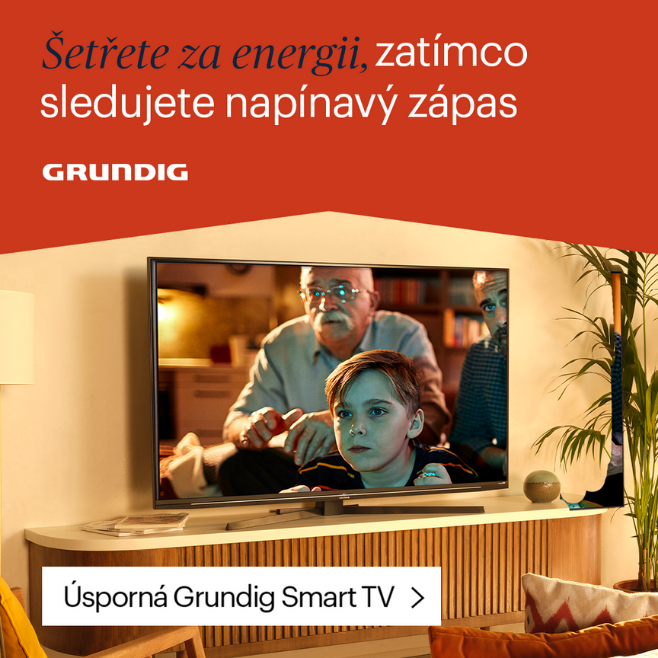 Šetřete za energii, zatímco
sledujete napínavý zápas
GRUNDIG
Úsporná Grundig Smart TV